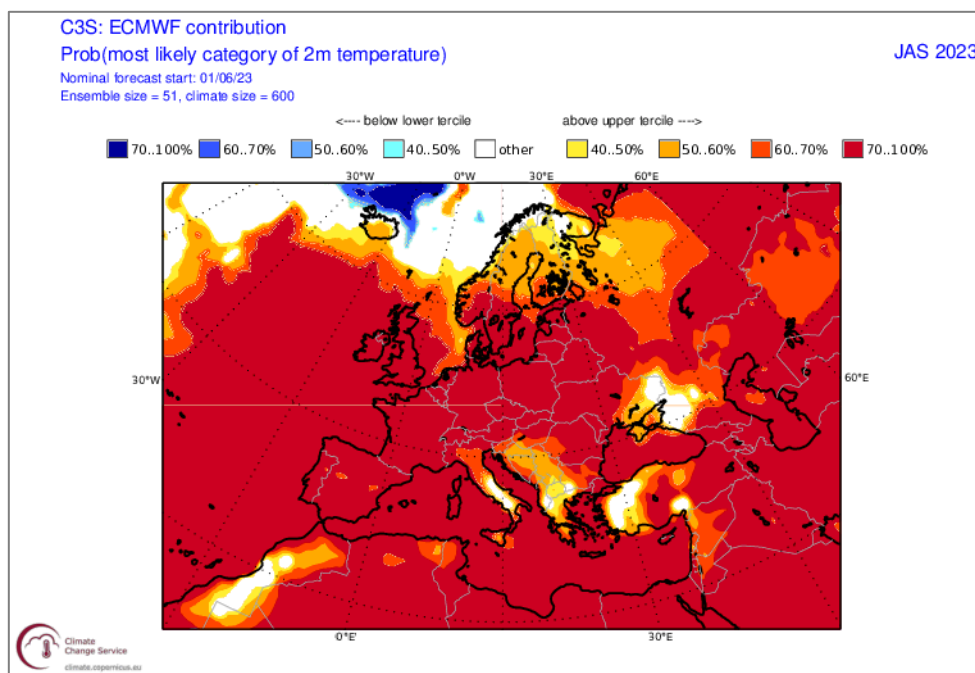 C3S: ECMWF contribution
Prob(most likely category of 2m temperature)
JAS 2023
Nominal forecast start: 01/06/23
Ensemble size = 51, climate size = 600
<---- below lower tercile
above upper tercile ---->
70..100% 60..70% 50..60% 40..50% other 40..50% 50..60% 60..70% 70..100%
30°W 0°W 30°E 60°E
30°W
60°E
0°E 30°E
Climate
Change Service
climate.copernicus.eu